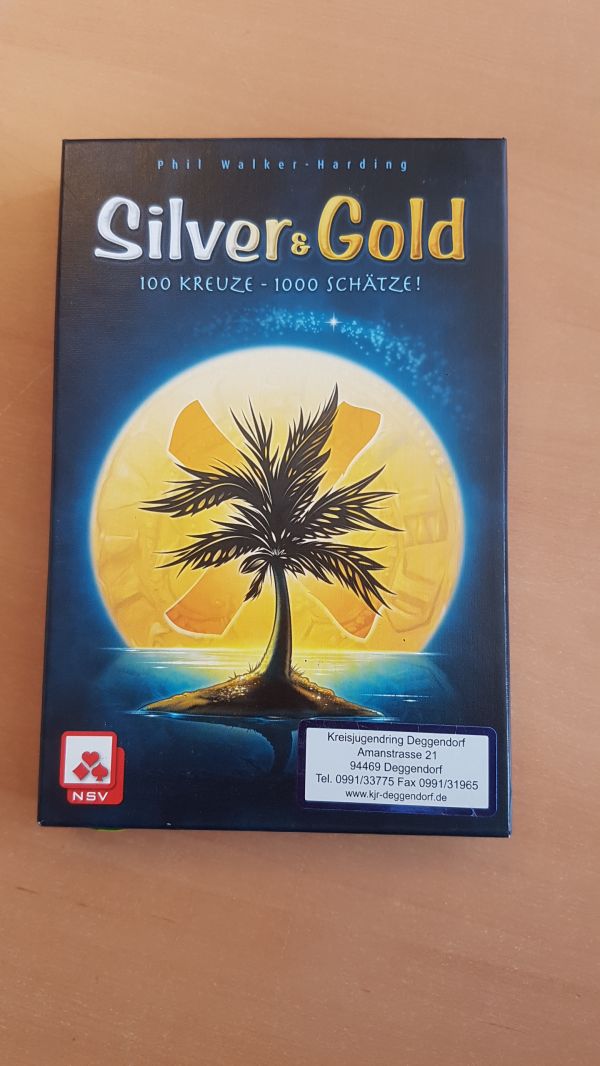 Phil Walker-Harding
Silver & Gold
100 KREUZE - 1000 SCHÄTZE!
NSV
Kreisjugendring Deggendorf
Amanstrasse 21
94469 Deggendorf
Tel. 0991/33775 Fax 0991/31965
www.kjr-deggendorf.de